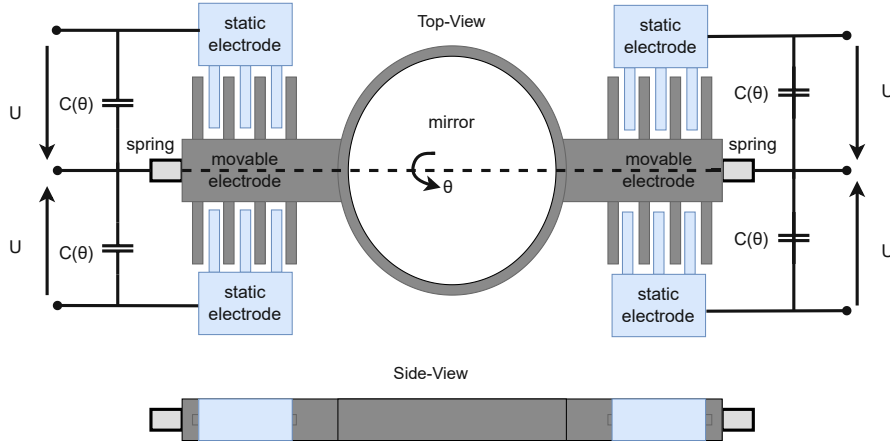 Top-View
static
electrode
static
electrode
U
C(θ)
C(θ)
U
spring
mirror
spring
movable
electrode
movable
electrode
θ
U
C(θ)
C(θ)
U
static
electrode
static
electrode
Side-View